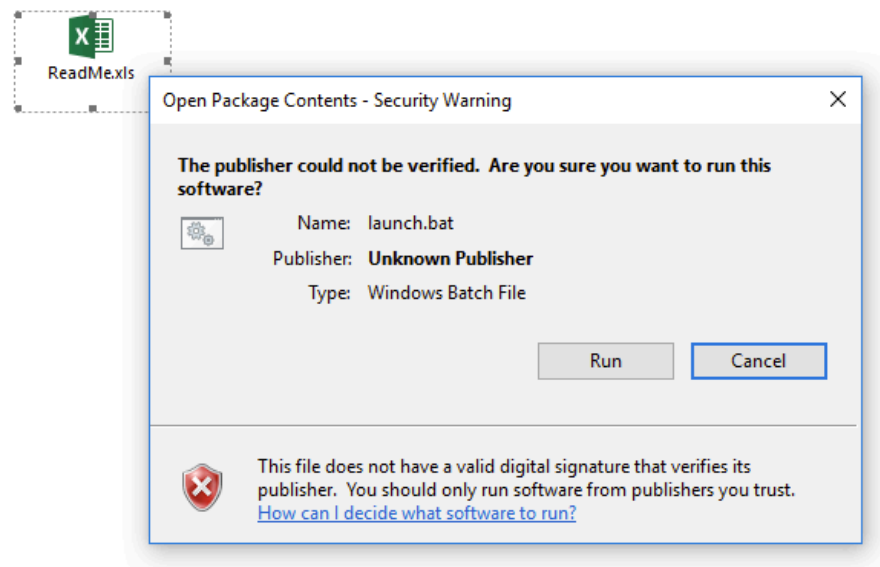 ReadMe.xls
Open Package Contents - Security Warning
The publisher could not be verified.  Are you sure you want to run this
software?
Name: launch.bat
Publisher: Unknown Publisher
Type: Windows Batch File
Run Cancel
This file does not have a valid digital signature that verifies its
publisher.  You should only run software from publishers you trust.
How can I decide what software to run?